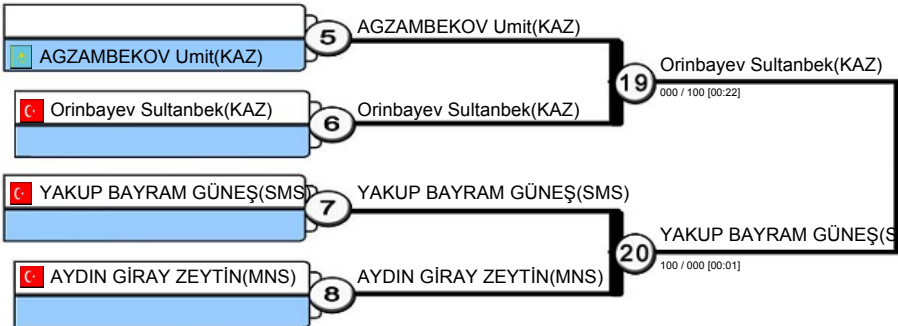 AGZAMBEKOV Umit(KAZ)
5
AGZAMBEKOV Umit(KAZ)
Orinbayev Sultanbek(KAZ)
19
000 / 100 [00:22]
Orinbayev Sultanbek(KAZ)
6
Orinbayev Sultanbek(KAZ)
YAKUP BAYRAM GÜNEŞ(SMS)
7
YAKUP BAYRAM GÜNEŞ(SMS)
YAKUP BAYRAM GÜNEŞ(S
20
100 / 000 [00:01]
AYDIN GİRAY ZEYTİN(MNS)
8
AYDIN GİRAY ZEYTİN(MNS)